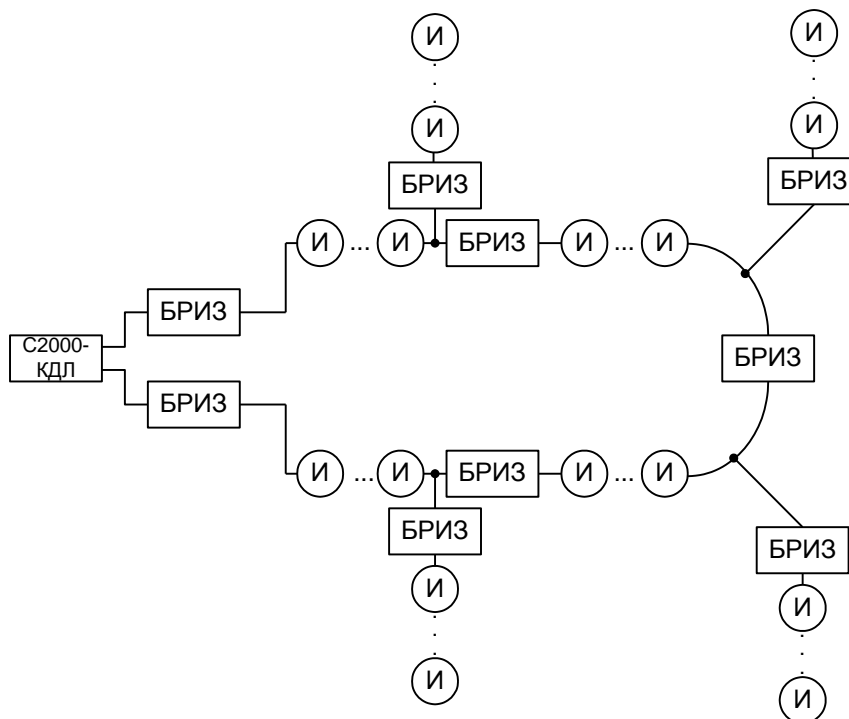 И
И
И
И
БРИЗ
БРИЗ
И ... И
БРИЗ
И ... И
БРИЗ
С2000-
КДЛ
БРИЗ
БРИЗ
И ... И
БРИЗ
И ... И
БРИЗ
БРИЗ
И
И
И
И